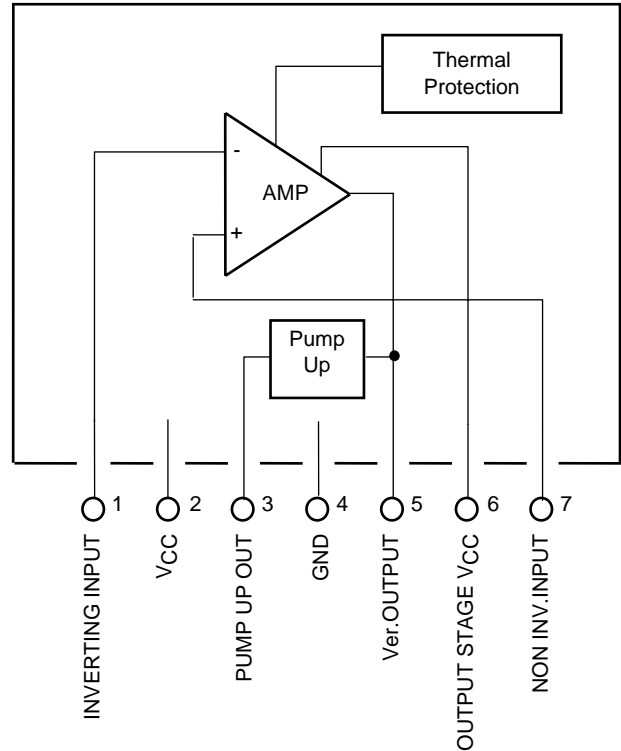 Thermal
Protection
-
AMP
+
Pump
Up
1
2
3
4
5
6
7
INVERTING INPUT
VCC
PUMP UP OUT
GND
Ver.OUTPUT
OUTPUT STAGE VCC
NON INV.INPUT